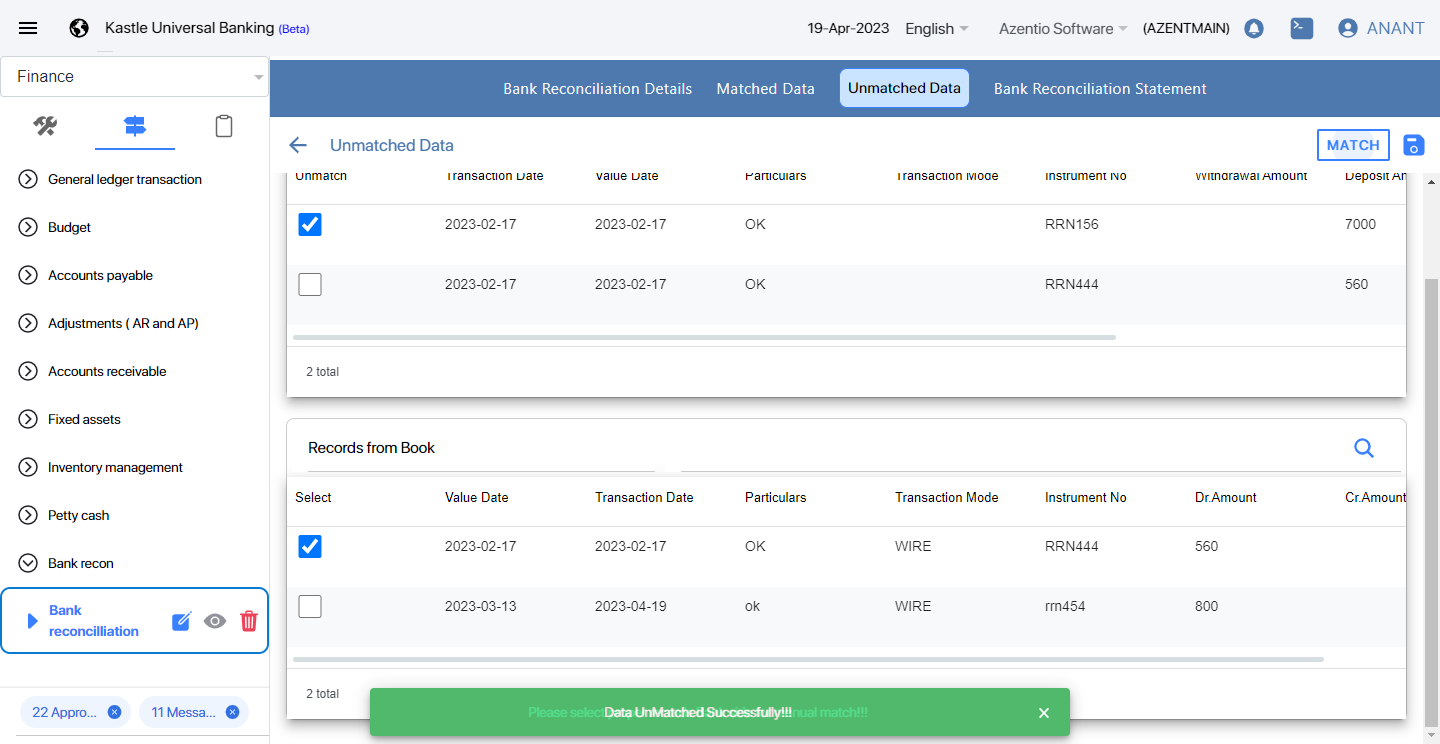 Kastle Universal Banking (Beta)
19-Apr-2023 English Azentio Software (AZENTMAIN) ANANT
Finance
General ledger transaction
Budget
Accounts payable
Adjustments ( AR and AP)
Accounts receivable
Fixed assets
Inventory management
Petty cash
Bank recon
Bank
reconcilliation
22 Appro... 11 Messa...
Bank Reconciliation Details Matched Data Unmatched Data Bank Reconciliation Statement
Unmatched Data MATCH
Unmatch Transaction Date Value Date Particulars Transaction Mode Instrument No Withdrawal Amount Deposit Am
2023-02-17 2023-02-17 OK RRN156 7000
2023-02-17 2023-02-17 OK RRN444 560
2 total
Records from Book
Select Value Date Transaction Date Particulars Transaction Mode Instrument No Dr.Amount Cr.Amount
2023-02-17 2023-02-17 OK WIRE RRN444 560
2023-03-13 2023-04-19 ok WIRE rrn454 800
2 total
Please select
Data UnMatched Successfully!!!
match!!!